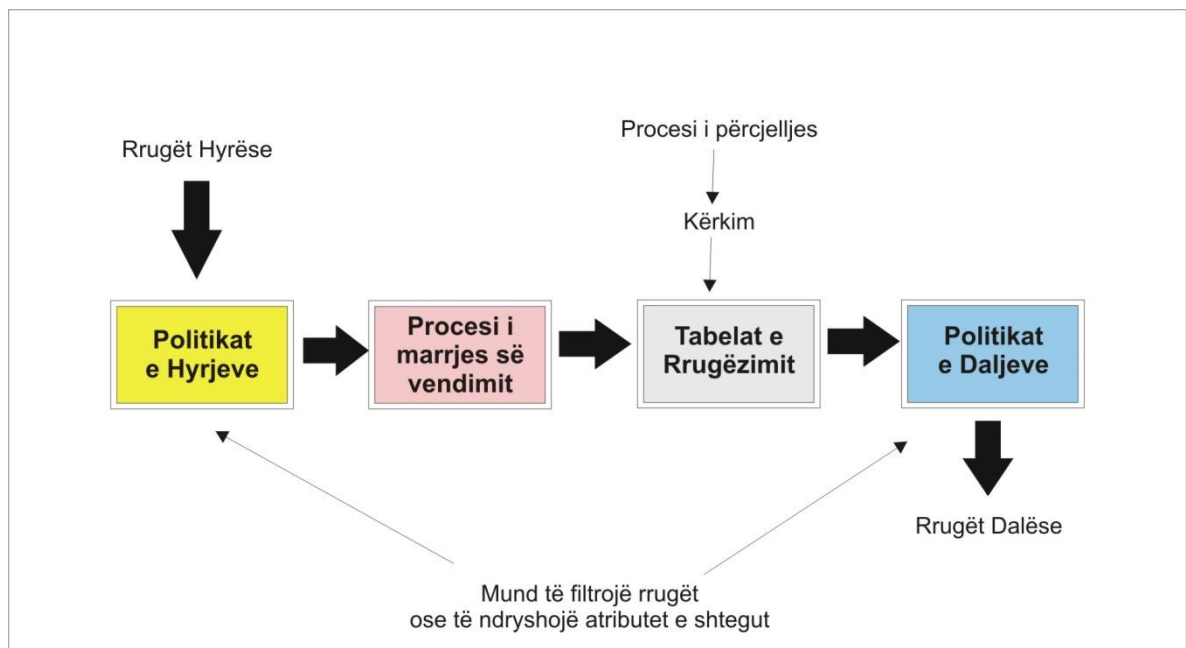 Rrugët Hyrëse
Procesi i përcjelljes
Kërkim
Politikat
e Hyrjeve
Procesi i
marrjes së
vendimit
Tabelat e
Rrugëzimit
Politikat
e Daljeve
Rrugët Dalëse
Mund të filtrojë rrugët
ose të ndryshojë atributet e shtegut